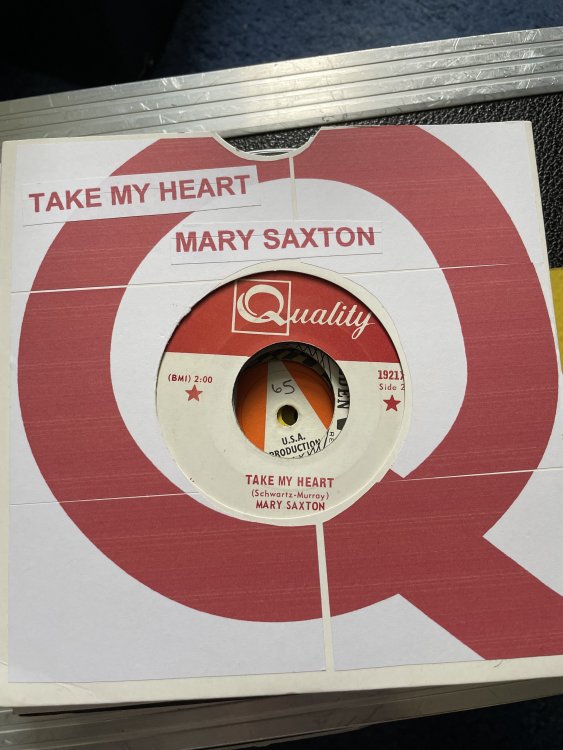 TAKE MY HEART
MARY SAXTON
Quality
(BMI) 2:00
1921X
Side 2
65
U.S.A.
PRODUCTION
TAKE MY HEART
(Schwartz-Murray)
MARY SAXTON